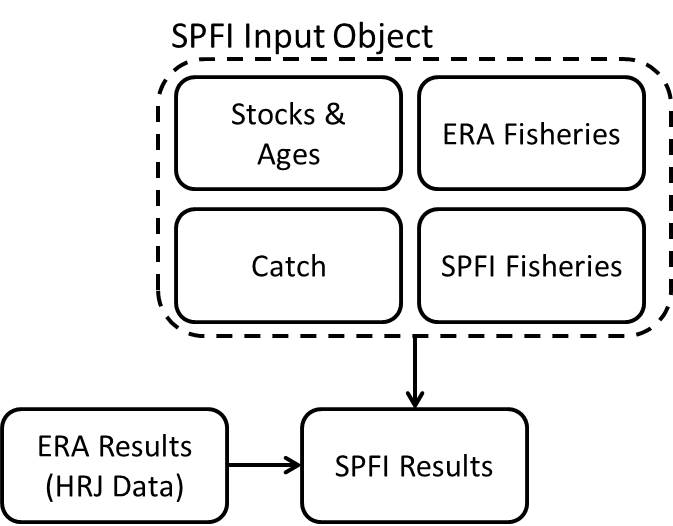 SPFI Input Object
Stocks &
Ages
ERA Fisheries
Catch
SPFI Fisheries
ERA Results
(HRJ Data)
SPFI Results